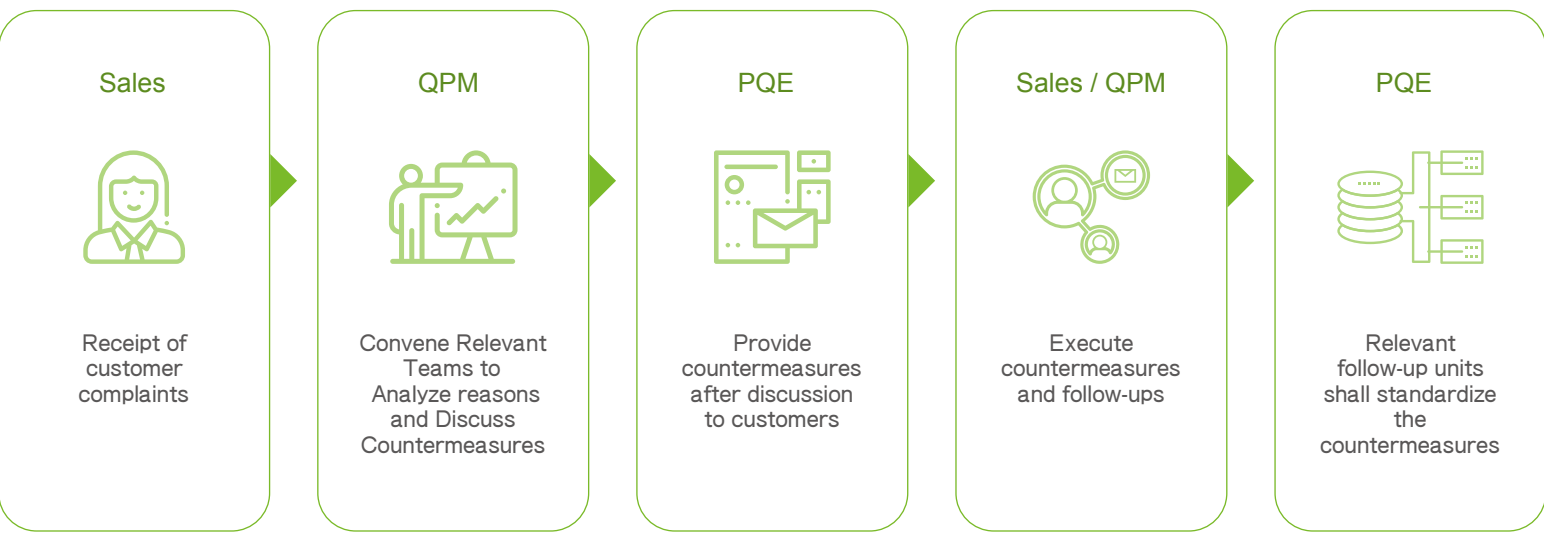 Sales
Receipt of
customer
complaints
QPM
Convene Relevant
Teams to
Analyze reasons
and Discuss
Countermeasures
PQE
Provide
countermeasures
after discussion
to customers
Sales / QPM
Execute
countermeasures
and follow-ups
PQE
Relevant
follow-up units
shall standardize
the
countermeasures